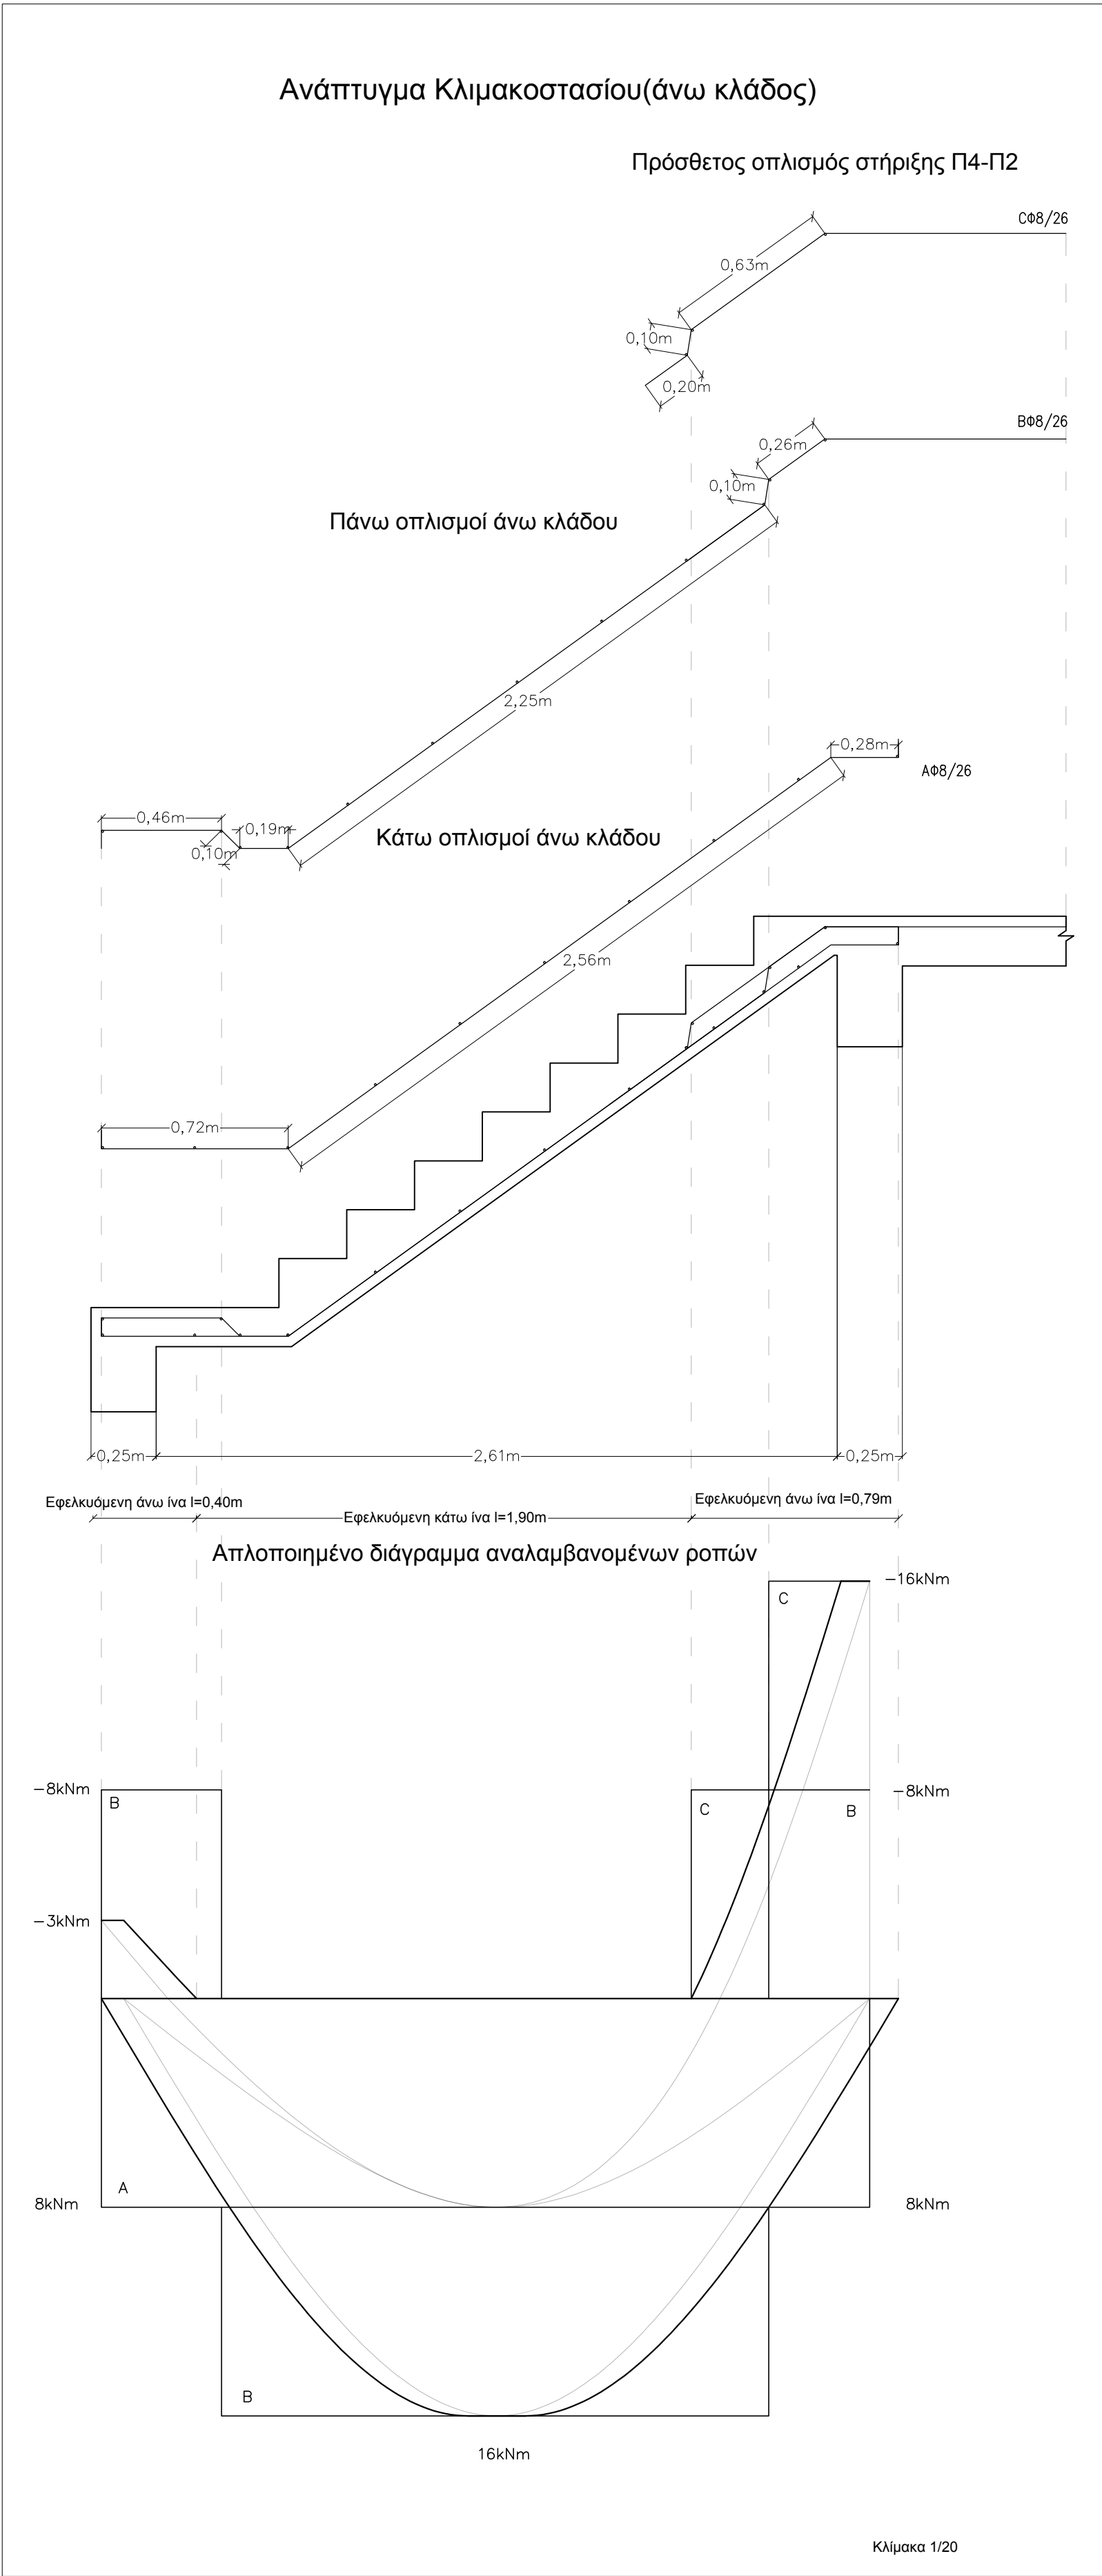 Ανάπτυγμα Κλιμακοστασίου(άνω κλάδος)
Πρόσθετος οπλισμός στήριξης Π4-Π2
CΦ8/26
0,63m
0,10m
0,20m
BΦ8/26
0,26m
0,10m
Πάνω οπλισμοί άνω κλάδου
2,25m
0,28m
AΦ8/26
0,46m
0,19m
0,10m
Κάτω οπλισμοί άνω κλάδου
2,56m
0,72m
0,25m
2,61m
0,25m
Εφελκυόμενη άνω ίνα l=0,40m
Εφελκυόμενη κάτω ίνα l=1,90m
Εφελκυόμενη άνω ίνα l=0,79m
Απλοποιημένο διάγραμμα αναλαμβανομένων ροπών
-16kNm
C
-8kNm
B
C
B
-8kNm
-3kNm
A
8kNm
8kNm
B
16kNm
Κλίμακα 1/20